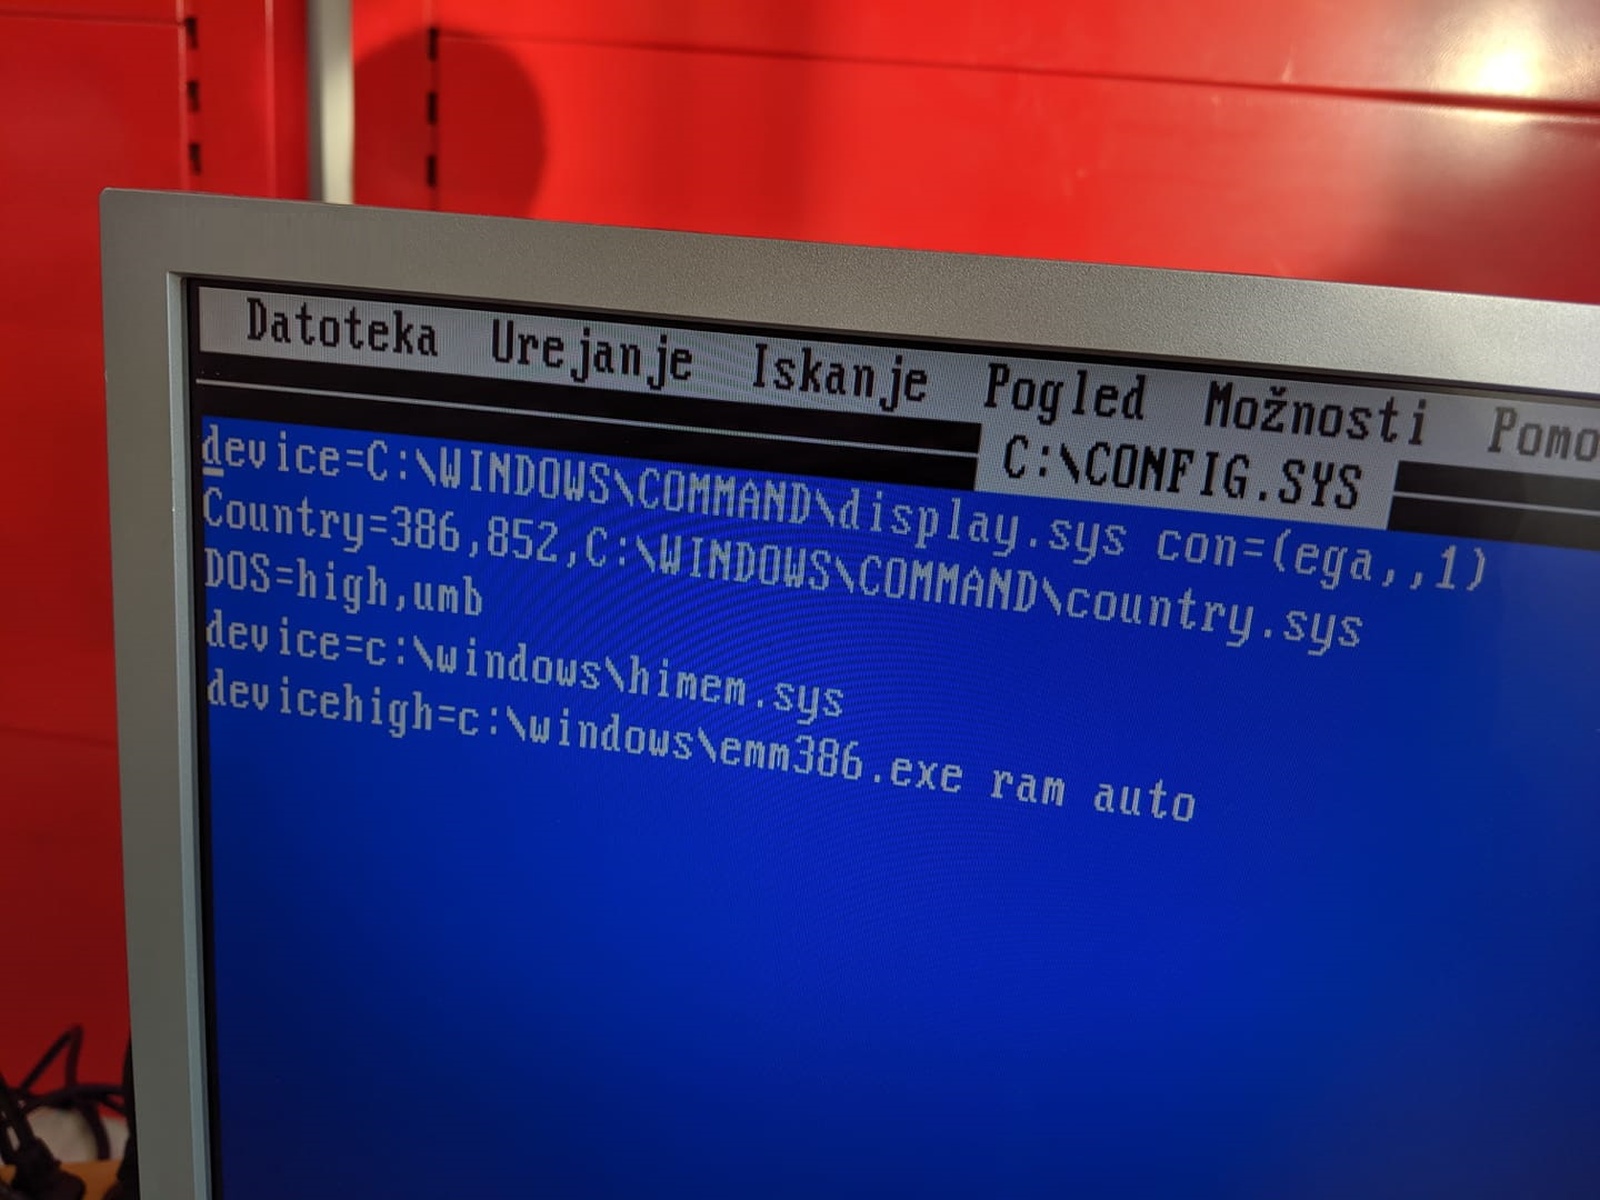 Datoteka Urejanje Iskanje Pogled Možnosti
C:\CONFIG.SYS
device=C:\WINDOWS\COMMAND\display.sys con=(ega,,1)
Country=386,852,C:\WINDOWS\COMMAND\country.sys
DOS=high,umb
device=c:\windows\himem.sys
devicehigh=c:\windows\emm386.exe ram auto